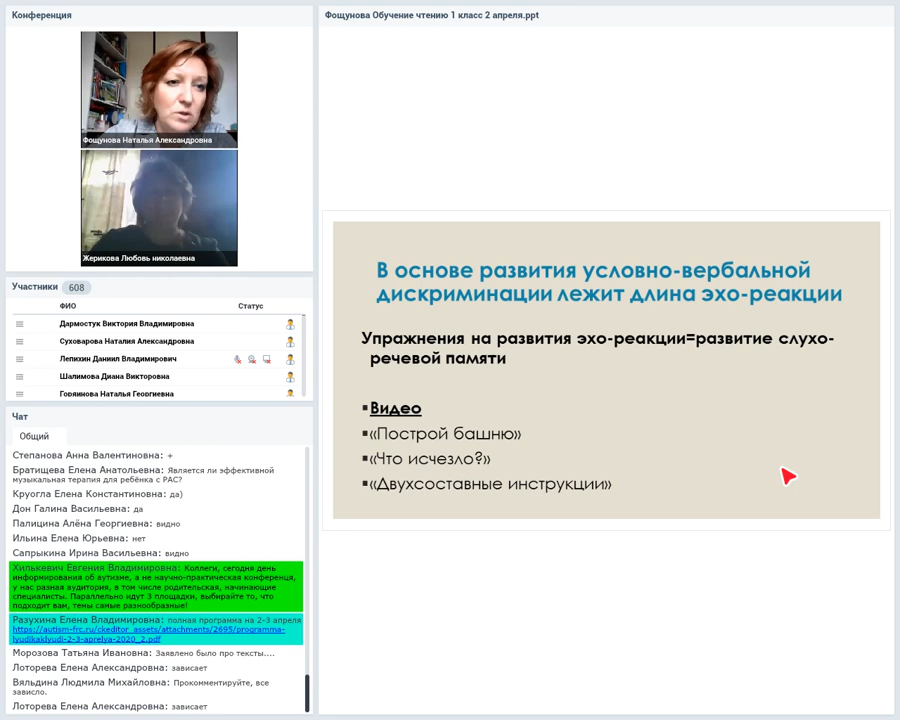 Конференция
Фощунова Наталья Александровна
Жерикова Любовь николаевна
Участники 608
ФИО Статус
Дармостук Виктория Владимировна
Суховарова Наталия Александровна
Лепихин Даниил Владимирович
Шалимова Диана Викторовна
Горяинова Наталья Георгиевна
Чат
Общий
Степанова Анна Валентиновна: +
Братищева Елена Анатольевна: Является ли эффективной
музыкальная терапия для ребёнка с РАС?
Круогла Елена Константиновна: да)
Дон Галина Васильевна: да
Палицина Алёна Георгиевна: видно
Ильина Елена Юрьевна: нет
Сапрыкина Ирина Васильевна: видно
Хилькевич Евгения Владимировна: Коллеги, сегодня день
информирования об аутизме, а не научно-практическая конференця,
у нас разная аудитория, в том числе родительская, начинающие
специалисты. Параллельно идут 3 площадки, выбирайте то, что
подходит вам, темы самые разнообразные!
Разухина Елена Владимировна: полная программа на 2-3 апреля
https://autism-frc.ru/ckeditor_assets/attachments/2695/programma-
lyudikaklyudi-2-3-aprelya-2020_2.pdf
Морозова Татьяна Ивановна: Заявлено было про тексты....
Лоторева Елена Александровна: зависает
Вяльдина Людмила Михайловна: Прокомментируйте, все
зависло.
Лоторева Елена Александровна: зависает
Фощунова Обучение чтению 1 класс 2 апреля.ppt
В основе развития условно-вербальной
дискриминации лежит длина эхо-реакции
Упражнения на развития эхо-реакции=развитие слухо-
речевой памяти
▪Видео
▪«Построй башню»
▪«Что исчезло?»
▪«Двухсоставные инструкции»